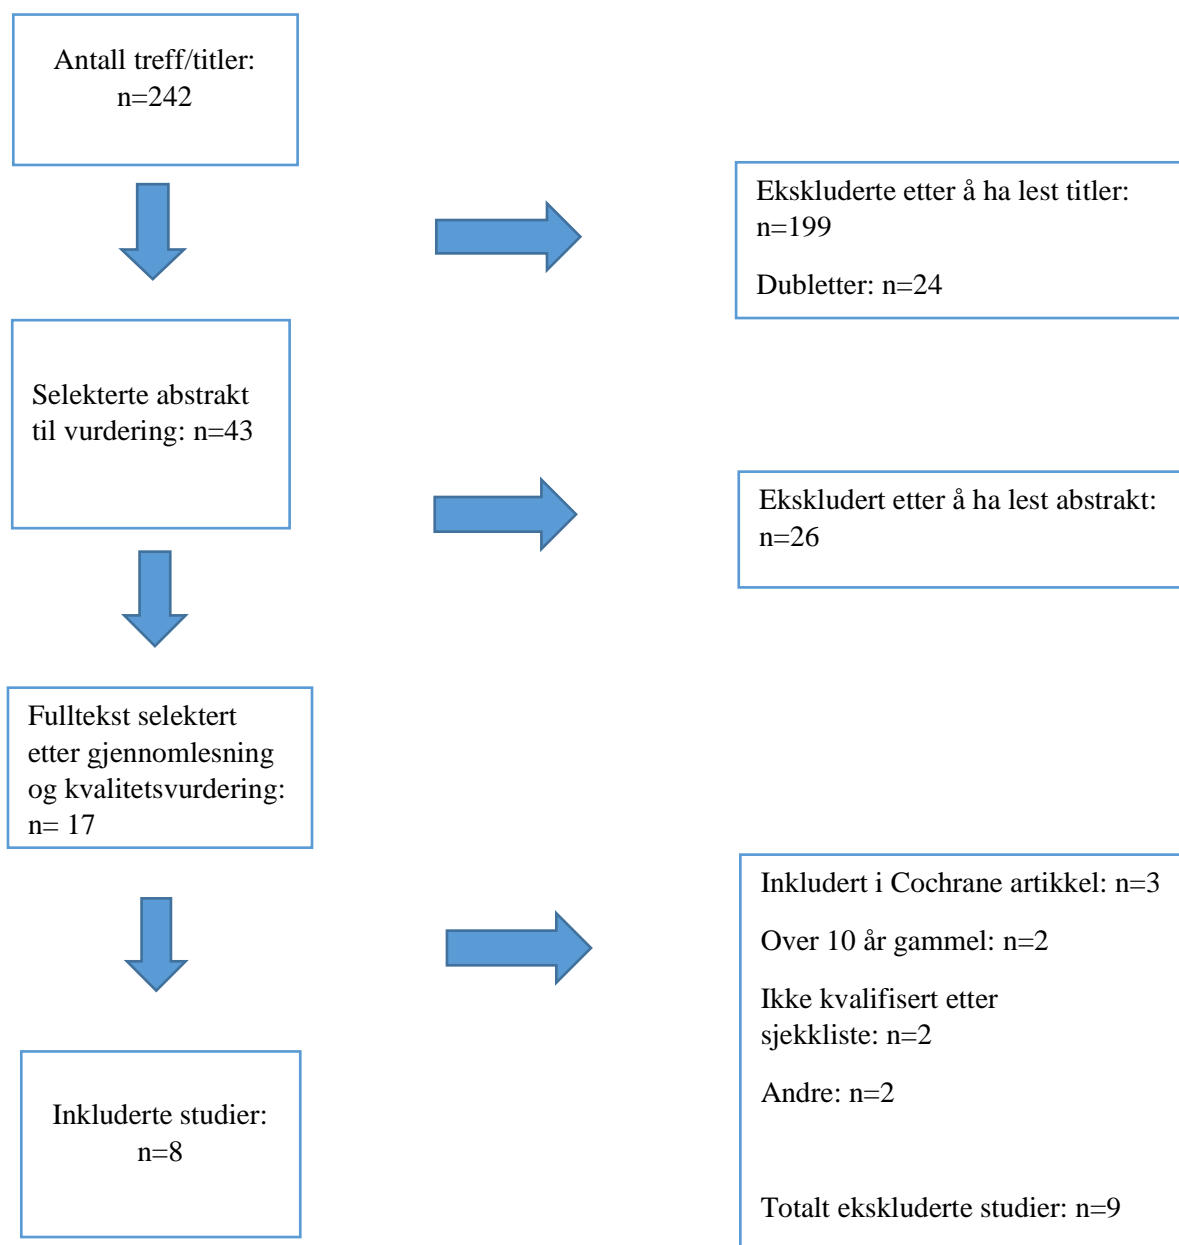 Antall treff/titler:
n=242
Ekskluderte etter å ha lest titler:
n=199
Dubletter: n=24
Selekterte abstrakt
til vurdering: n=43
Ekskludert etter å ha lest abstrakt:
n=26
Fulltekst selektert
etter gjennomlesning
og kvalitetsvurdering:
n= 17
Inkludert i Cochrane artikkel: n=3
Over 10 år gammel: n=2
Ikke kvalifisert etter
sjekkliste: n=2
Andre: n=2
Totalt ekskluderte studier: n=9
Inkluderte studier:
n=8